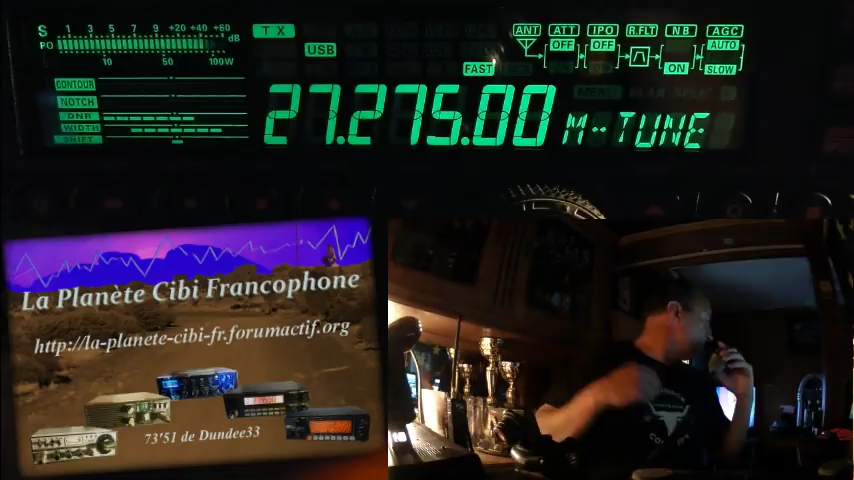 S 1 3 5 7 9 +20 +40 +60 dB
PO 10 50 100W
TX
USB
FAST
ANT ATT IPO R.FLT NB AGC
OFF OFF AUTO
ON SLOW
CONTOUR
NOTCH
DNR
WIDTH
SHIFT
27.275.00 M-TUNE
La Planète Cibi Francophone
http://la-planete-cibi-fr.forumactif.org
73'51 de Dundee33